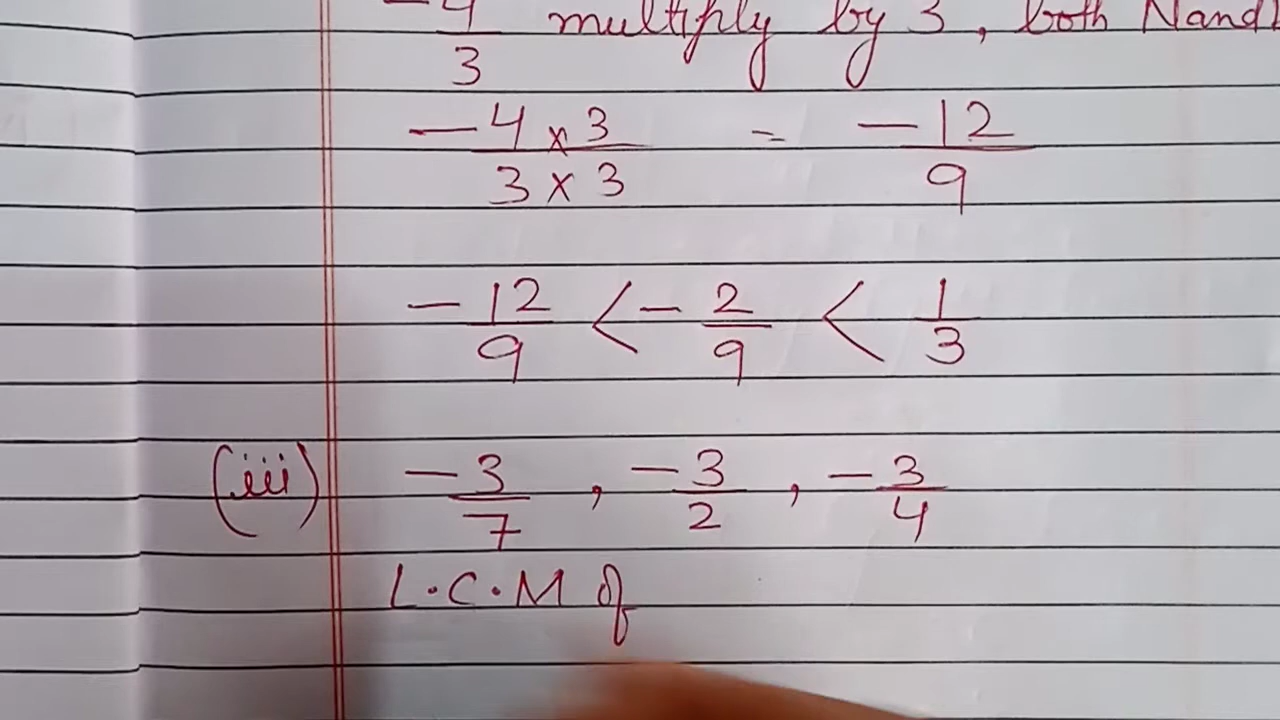 -4/3 multiply by 3, both N and
-4×3/3×3 = -12/9
-12/9 < -2/9 < 1/3
(iii) -3/7, -3/2, -3/4
L.C.M of